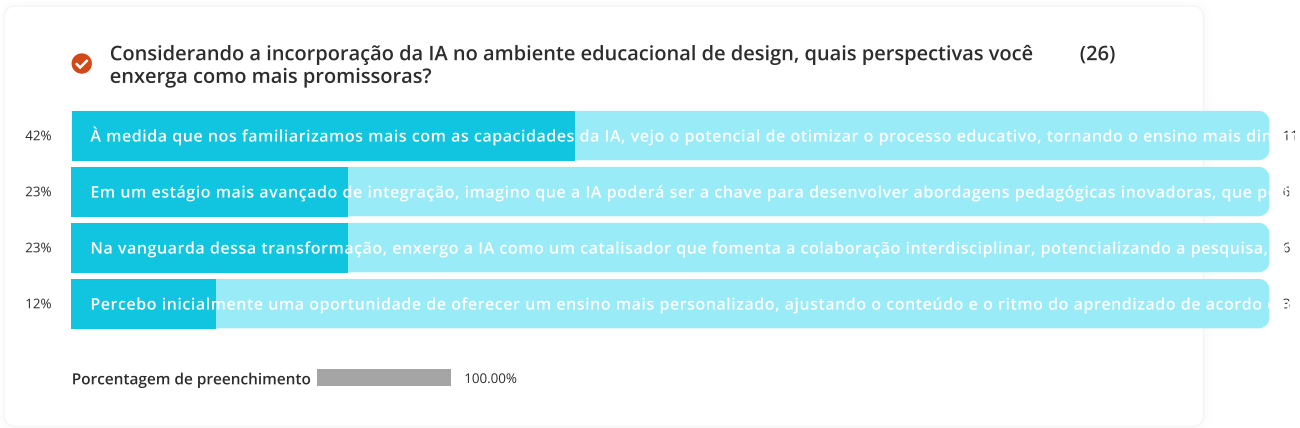 Considerando a incorporação da IA no ambiente educacional de design, quais perspectivas você (26)
enxerga como mais promissoras?
42% À medida que nos familiarizamos mais com as capacidades da IA, vejo o potencial de otimizar o processo educativo, tornando o ensino mais 11
23% Em um estágio mais avançado de integração, imagino que a IA poderá ser a chave para desenvolver abordagens pedagógicas inovadoras, que 6
23% Na vanguarda dessa transformação, enxergo a IA como um catalisador que fomenta a colaboração interdisciplinar, potencializando a pesquisa, 6
12% Percebo inicialmente uma oportunidade de oferecer um ensino mais personalizado, ajustando o conteúdo e o ritmo do aprendizado de acordo 3
Porcentagem de preenchimento 100.00%